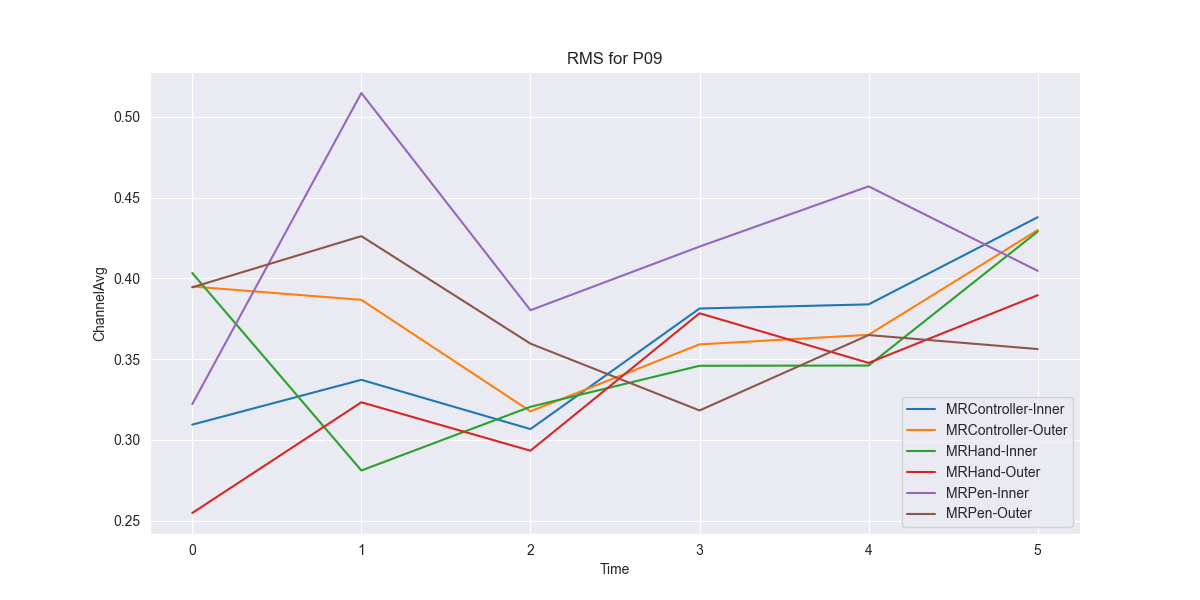 RMS for P09
ChannelAvg
0.50
0.45
0.40
0.35
0.30
0.25
0 1 2 3 4 5
Time
MRController-Inner
MRController-Outer
MRHand-Inner
MRHand-Outer
MRPen-Inner
MRPen-Outer